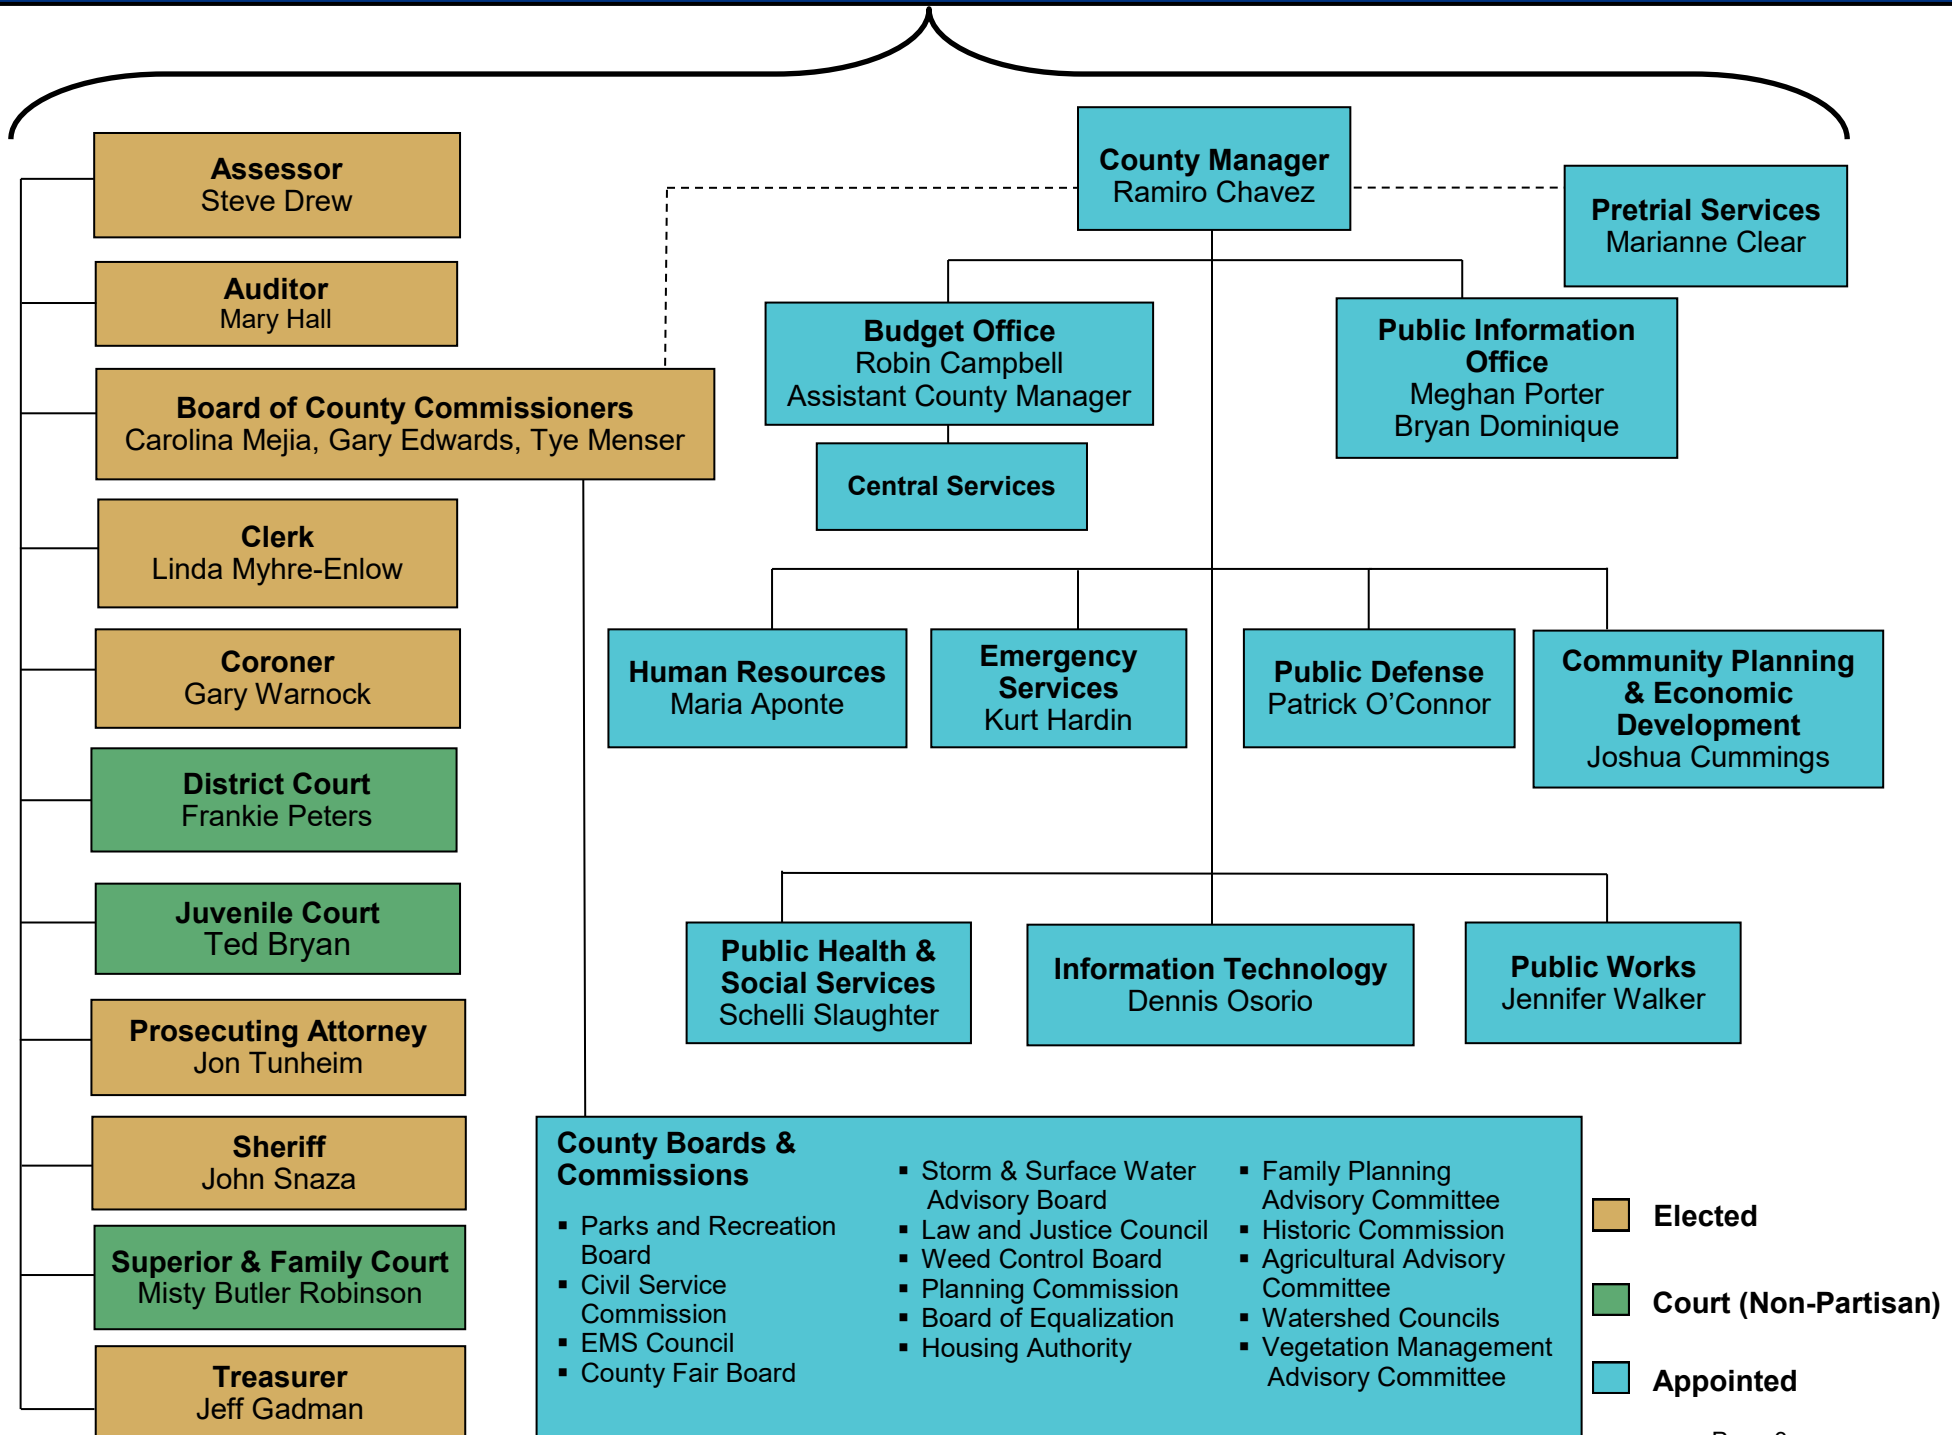 Assessor
Steve Drew
Auditor
Mary Hall
Board of County Commissioners
Carolina Mejia, Gary Edwards, Tye Menser
Clerk
Linda Myhre-Enlow
Coroner
Gary Warnock
District Court
Frankie Peters
Juvenile Court
Ted Bryan
Prosecuting Attorney
Jon Tunheim
Sheriff
John Snaza
Superior & Family Court
Misty Butler Robinson
Treasurer
Jeff Gadman
County Manager
Ramiro Chavez
Pretrial Services
Marianne Clear
Budget Office
Robin Campbell
Assistant County Manager
Public Information
Office
Meghan Porter
Bryan Dominique
Central Services
Human Resources
Maria Aponte
Emergency
Services
Kurt Hardin
Public Defense
Patrick O’Connor
Community Planning
& Economic
Development
Joshua Cummings
Public Health &
Social Services
Schelli Slaughter
Information Technology
Dennis Osorio
Public Works
Jennifer Walker
County Boards &
Commissions
▪ Parks and Recreation
Board
▪ Civil Service
Commission
▪ EMS Council
▪ County Fair Board
▪ Storm & Surface Water
Advisory Board
▪ Law and Justice Council
▪ Weed Control Board
▪ Planning Commission
▪ Board of Equalization
▪ Housing Authority
▪ Family Planning
Advisory Committee
▪ Historic Commission
▪ Agricultural Advisory
Committee
▪ Watershed Councils
▪ Vegetation Management
Advisory Committee
Elected
Court (Non-Partisan)
Appointed